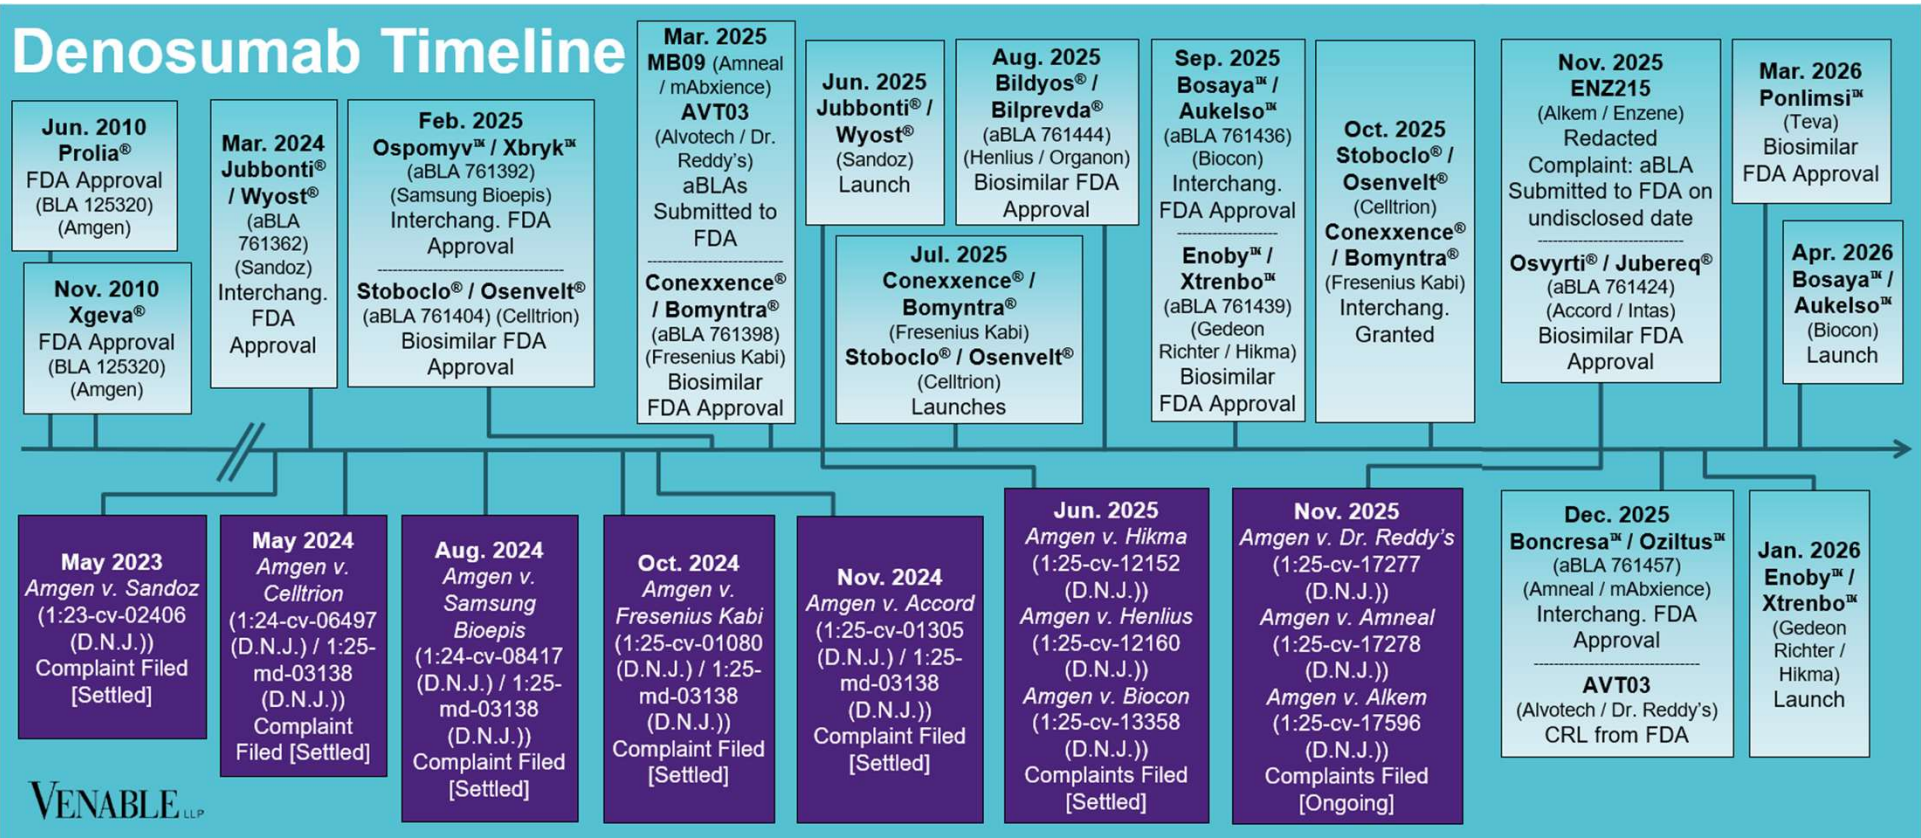 Denosumab Timeline
Jun. 2010
Prolia®
FDA Approval
(BLA 125320)
(Amgen)
Nov. 2010
Xgeva®
FDA Approval
(BLA 125320)
(Amgen)
Mar. 2024
Jubbonti®
/ Wyost®
(aBLA
761362)
(Sandoz)
Interchang.
FDA
Approval
Feb. 2025
Ospomyv™ / Xbryk™
(aBLA 761392)
(Samsung Bioepis)
Interchang. FDA
Approval
Stoboclo® / Osenvelt®
(aBLA 761404) (Celltrion)
Biosimilar FDA
Approval
Mar. 2025
MB09 (Amneal
/ mAbxience)
AVT03
(Alvotech / Dr.
Reddy's)
aBLAs
Submitted to
FDA
Conexxence®
/ Bomyntra®
(aBLA 761398)
(Fresenius Kabi)
Biosimilar
FDA Approval
Jun. 2025
Jubbonti® /
Wyost®
(Sandoz)
Launch
Jul. 2025
Conexxence® /
Bomyntra®
(Fresenius Kabi)
Stoboclo® / Osenvelt®
(Celltrion)
Launches
Aug. 2025
Bildyos® /
Bilprevda®
(aBLA 761444)
(Henlius / Organon)
Biosimilar FDA
Approval
Sep. 2025
Bosaya™ /
Aukelso™
(aBLA 761436)
(Biocon)
Interchang.
FDA Approval
Enoby™ /
Xtrenbo™
(aBLA 761439)
(Gedeon
Richter / Hikma)
Biosimilar
FDA Approval
Oct. 2025
Stoboclo® /
Osenvelt®
(Celltrion)
Conexxence®
/ Bomyntra®
(Fresenius Kabi)
Interchang.
Granted
Nov. 2025
ENZ215
(Alkem / Enzene)
Redacted
Complaint: aBLA
Submitted to FDA on
undisclosed date
Osvyrti® / Jubereq®
(aBLA 761424)
(Accord / Intas)
Biosimilar FDA
Approval
Mar. 2026
Ponlimsi™
(Teva)
Biosimilar
FDA Approval
Apr. 2026
Bosaya™ /
Aukelso™
(Biocon)
Launch
May 2023
Amgen v. Sandoz
(1:23-cv-02406
(D.N.J.))
Complaint Filed
[Settled]
May 2024
Amgen v.
Celltrion
(1:24-cv-06497
(D.N.J.) / 1:25-
md-03138
(D.N.J.))
Complaint
Filed [Settled]
Aug. 2024
Amgen v.
Samsung
Bioepis
(1:24-cv-08417
(D.N.J.) / 1:25-
md-03138
(D.N.J.))
Complaint Filed
[Settled]
Oct. 2024
Amgen v.
Fresenius Kabi
(1:25-cv-01080
(D.N.J.) / 1:25-
md-03138
(D.N.J.))
Complaint Filed
[Settled]
Nov. 2024
Amgen v. Accord
(1:25-cv-01305
(D.N.J.) / 1:25-
md-03138
(D.N.J.))
Complaint Filed
[Settled]
Jun. 2025
Amgen v. Hikma
(1:25-cv-12152
(D.N.J.))
Amgen v. Henlius
(1:25-cv-12160
(D.N.J.))
Amgen v. Biocon
(1:25-cv-13358
(D.N.J.))
Complaints Filed
[Settled]
Nov. 2025
Amgen v. Dr. Reddy's
(1:25-cv-17277
(D.N.J.))
Amgen v. Amneal
(1:25-cv-17278
(D.N.J.))
Amgen v. Alkem
(1:25-cv-17596
(D.N.J.))
Complaints Filed
[Ongoing]
Dec. 2025
Boncresa™ / Oziltus™
(aBLA 761457)
(Amneal / mAbxience)
Interchang. FDA
Approval
AVT03
(Alvotech / Dr. Reddy's)
CRL from FDA
Jan. 2026
Enoby™ /
Xtrenbo™
(Gedeon
Richter /
Hikma)
Launch
VENABLE LLP